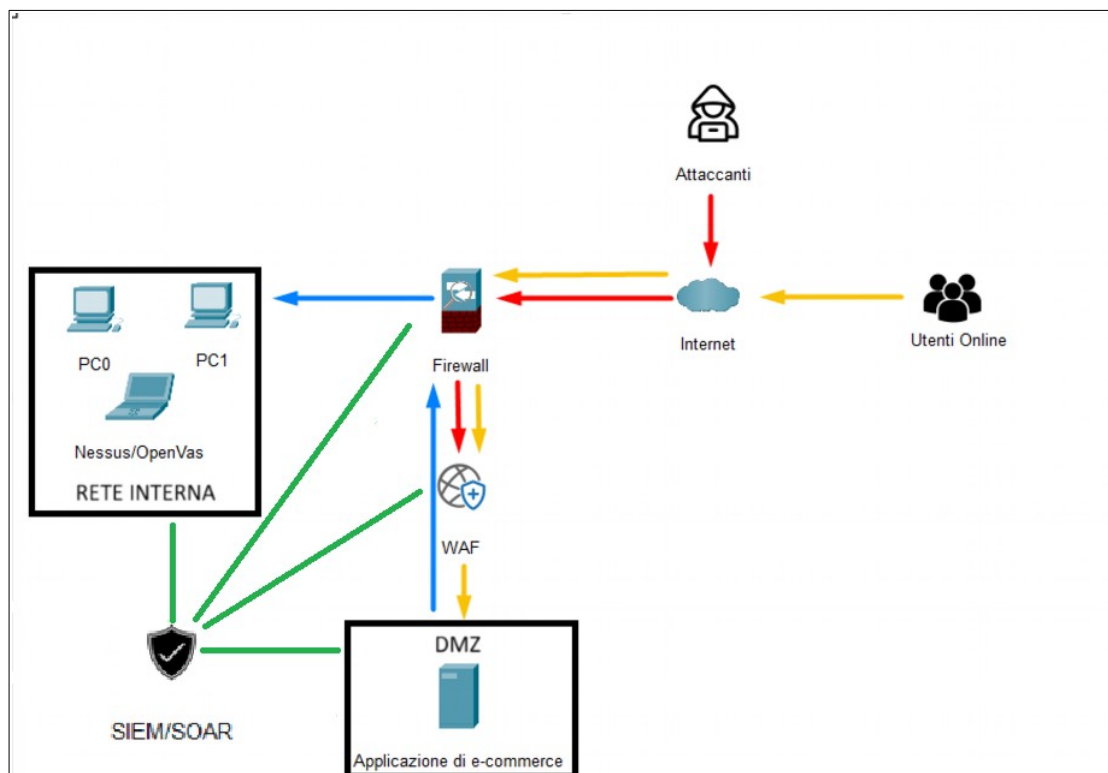 Attaccanti
Internet
Utenti Online
Firewall
PC0
PC1
Nessus/OpenVas
RETE INTERNA
WAF
SIEM/SOAR
DMZ
Applicazione di e-commerce